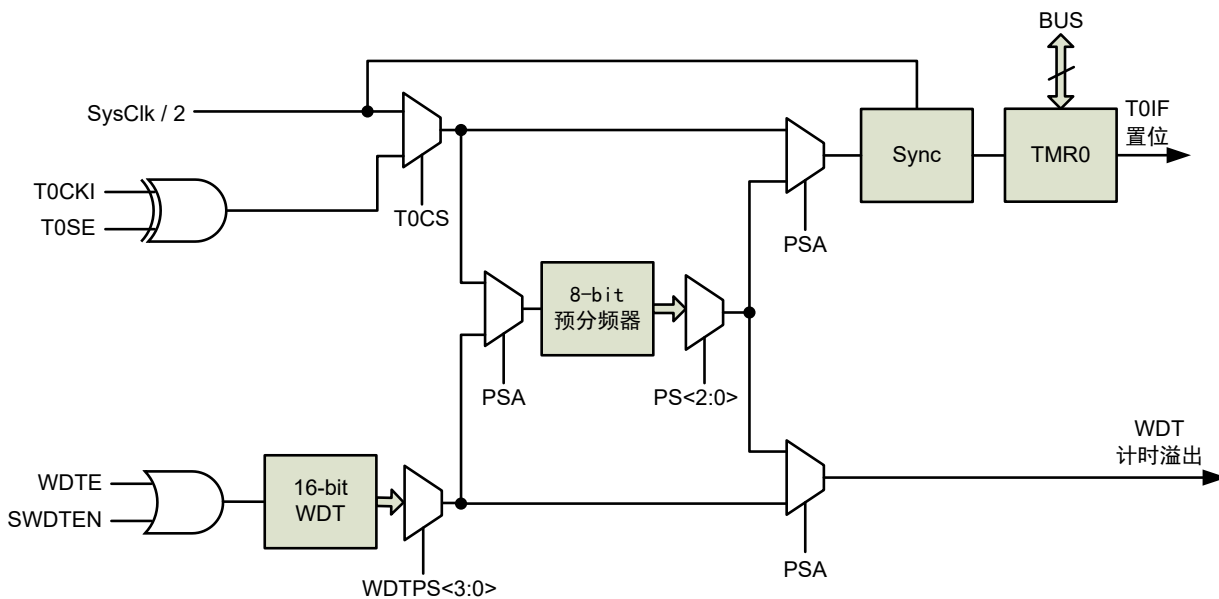 BUS
SysClk / 2
T0IF
置位
Sync
TMR0
T0CKI
T0SE
T0CS
PSA
8-bit
预分频器
PSA
PS<2:0>
WDTE
SWDTEN
16-bit
WDT
WDTPS<3:0>
WDT
计时溢出
PSA